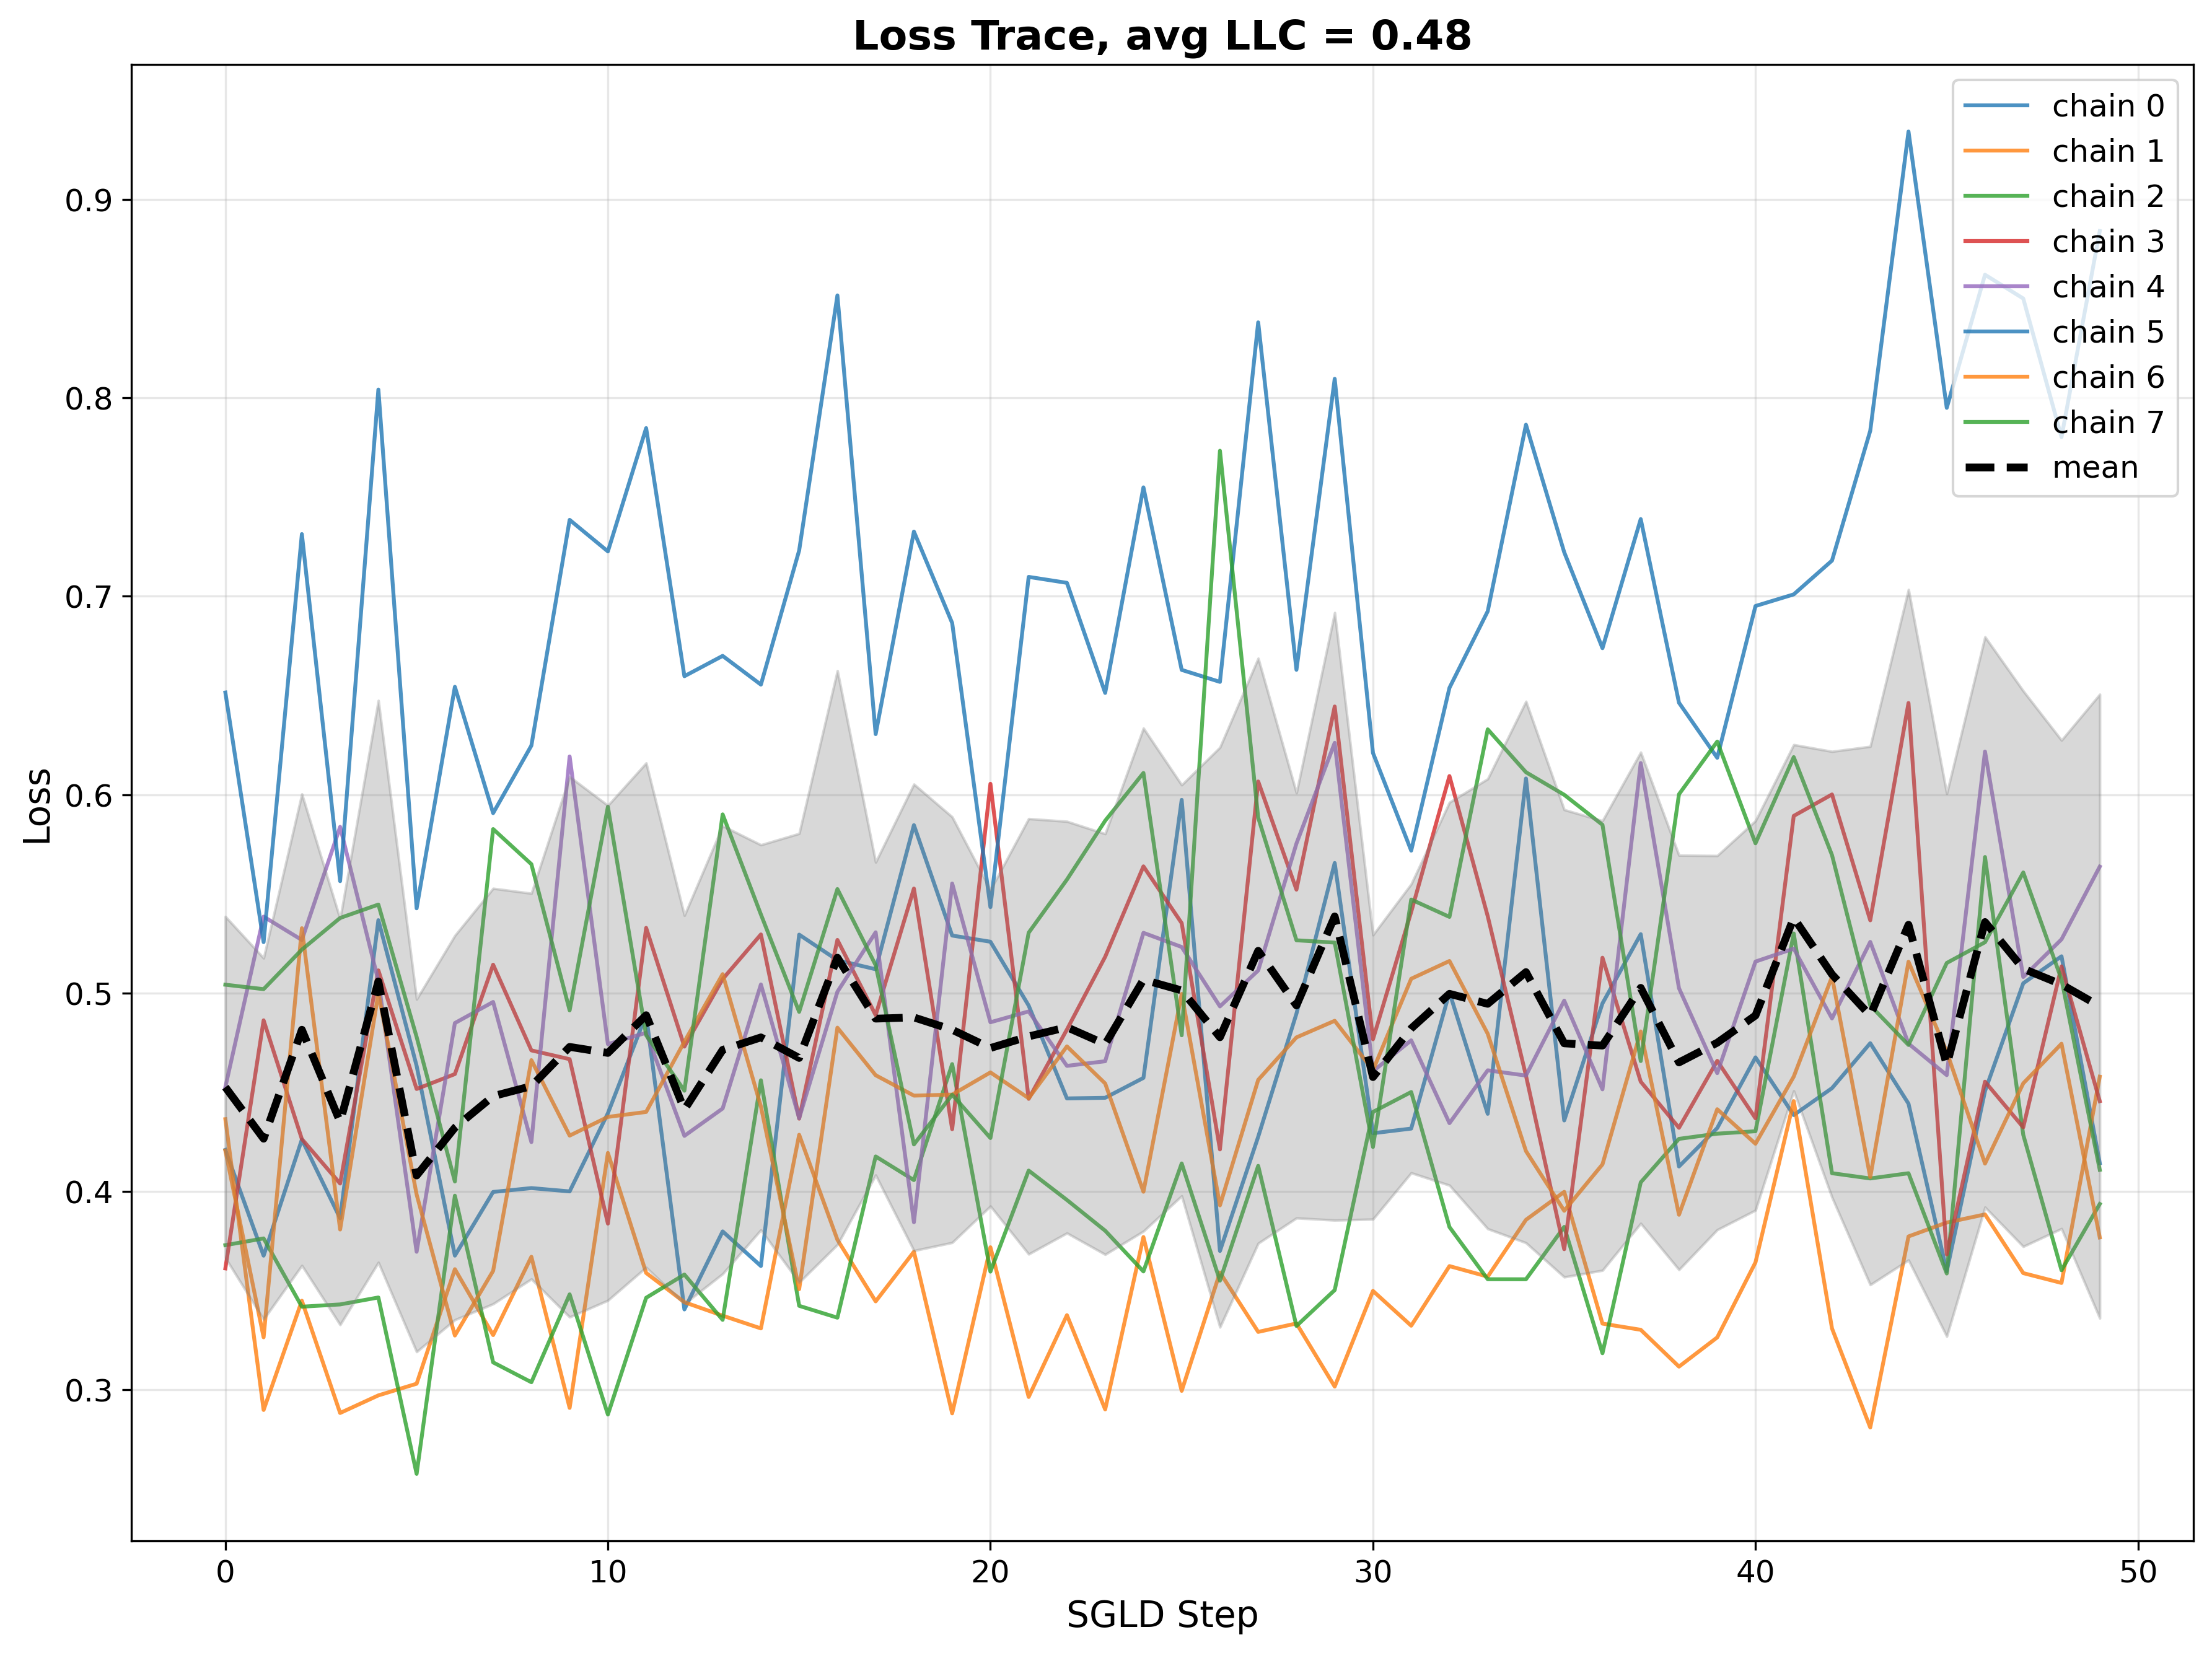 Loss Trace, avg LLC = 0.48
chain 0
chain 1
chain 2
chain 3
chain 4
chain 5
chain 6
chain 7
mean
0.9
0.8
0.7
0.6
0.5
0.4
0.3
Loss
0
10
20
30
40
50
SGLD Step